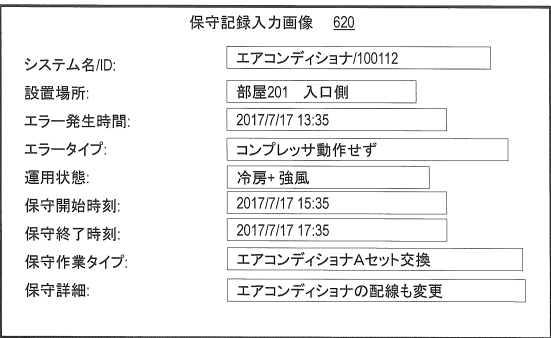 保守記録入力画像 620
システム名/ID: エアコンディショナ/100112
設置場所: 部屋201 入口側
エラー発生時間: 2017/7/17 13:35
エラータイプ: コンプレッサ動作せず
運用状態: 冷房+ 強風
保守開始時刻: 2017/7/17 15:35
保守終了時刻: 2017/7/17 17:35
保守作業タイプ: エアコンディショナAセット交換
保守詳細: エアコンディショナの配線も変更